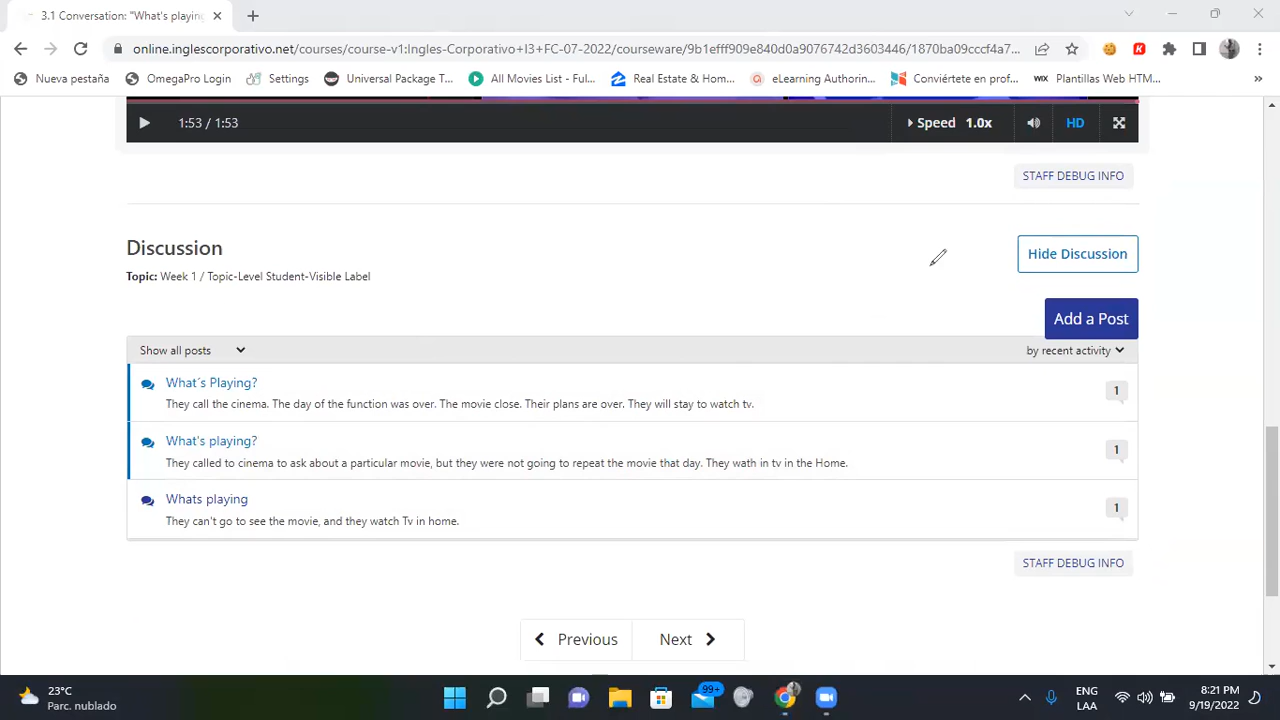 3.1 Conversation: "What's playing
online.inglescorporativo.net/courses/course-v1:Ingles-Corporativo+I3+FC-07-2022/courseware/9b1efff909e840d0a9076742d3603446/1870ba09cccf4a7...
Nueva pestaña OmegaPro Login Settings Universal Package T... All Movies List - Ful... Real Estate & Hom... eLearning Authorin... Conviértete en prof... WIX Plantillas Web HTM... »
1:53 / 1:53 Speed 1.0x HD
STAFF DEBUG INFO
Discussion
Hide Discussion
Topic: Week 1 / Topic-Level Student-Visible Label
Add a Post
Show all posts by recent activity
What´s Playing?
They call the cinema. The day of the function was over. The movie close. Their plans are over. They will stay to watch tv.
1
What's playing?
They called to cinema to ask about a particular movie, but they were not going to repeat the movie that day. They wath in tv in the Home.
1
Whats playing
They can't go to see the movie, and they watch Tv in home.
1
STAFF DEBUG INFO
Previous Next
23°C
Parc. nublado
99+
ENG
LAA
8:21 PM
9/19/2022